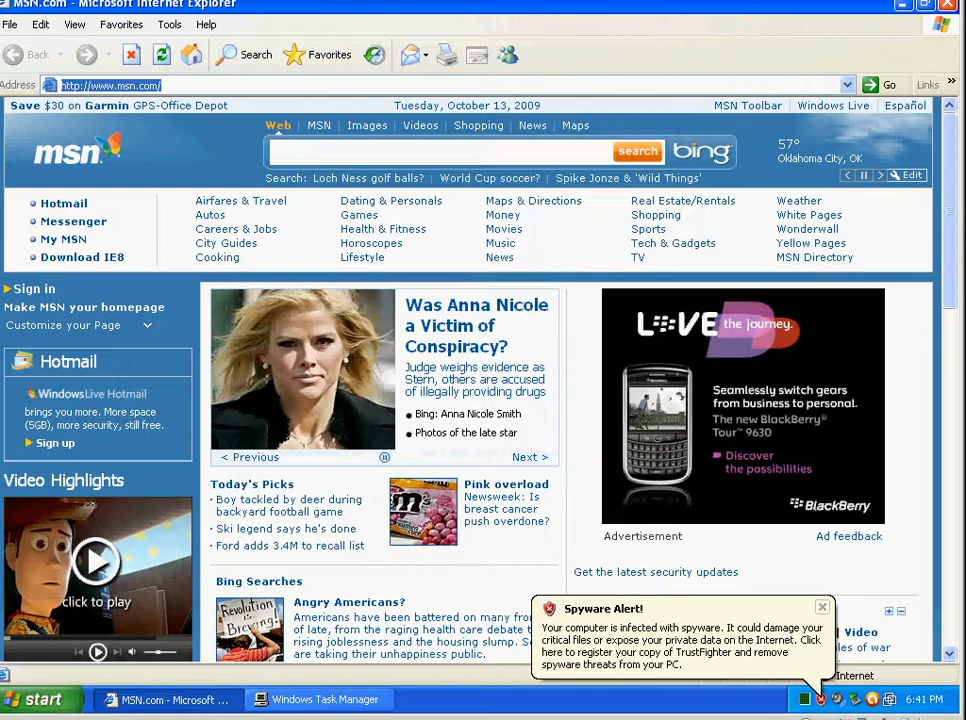 MSN.com - Microsoft Internet Explorer
File Edit View Favorites Tools Help
Back Search Favorites
Address http://www.msn.com/ Go Links »
Save $30 on Garmin GPS-Office Depot Tuesday, October 13, 2009 MSN Toolbar Windows Live Español
Web MSN Images Videos Shopping News Maps
msn
search bing
57°
Oklahoma City, OK
Edit
Search: Loch Ness golf balls? | World Cup soccer? | Spike Jonze & 'Wild Things'
Hotmail
Messenger
My MSN
Download IE8
Airfares & Travel
Autos
Careers & Jobs
City Guides
Cooking
Dating & Personals
Games
Health & Fitness
Horoscopes
Lifestyle
Maps & Directions
Money
Movies
Music
News
Real Estate/Rentals
Shopping
Sports
Tech & Gadgets
TV
Weather
White Pages
Wonderwall
Yellow Pages
MSN Directory
Sign in
Make MSN your homepage
Customize your Page
Hotmail
WindowsLive Hotmail
brings you more. More space
(5GB), more security, still free.
Sign up
Video Highlights
click to play
Was Anna Nicole
a Victim of
Conspiracy?
Judge weighs evidence as
Stern, others are accused
of illegally providing drugs
• Bing: Anna Nicole Smith
• Photos of the late star
< Previous Next >
Today's Picks
· Boy tackled by deer during
backyard football game
· Ski legend says he's done
· Ford adds 3.4M to recall list
Pink overload
Newsweek: Is
breast cancer
push overdone?
Bing Searches
Revolution is Brewing!
Angry Americans?
Americans have been battered on many fron
of late, from the raging health care debate t
rising joblessness and the housing slump. So
are taking their unhappiness public.
LIVE the journey.
Seamlessly switch gears
from business to personal.
The new BlackBerry®
Tour™ 9630
Discover
the possibilities
BlackBerry
Advertisement Ad feedback
Get the latest security updates
Video
es of war
Spyware Alert!
Your computer is infected with spyware. It could damage your
critical files or expose your private data on the Internet. Click
here to register your copy of TrustFighter and remove
spyware threats from your PC.
Internet
start MSN.com - Microsoft ... Windows Task Manager 6:41 PM